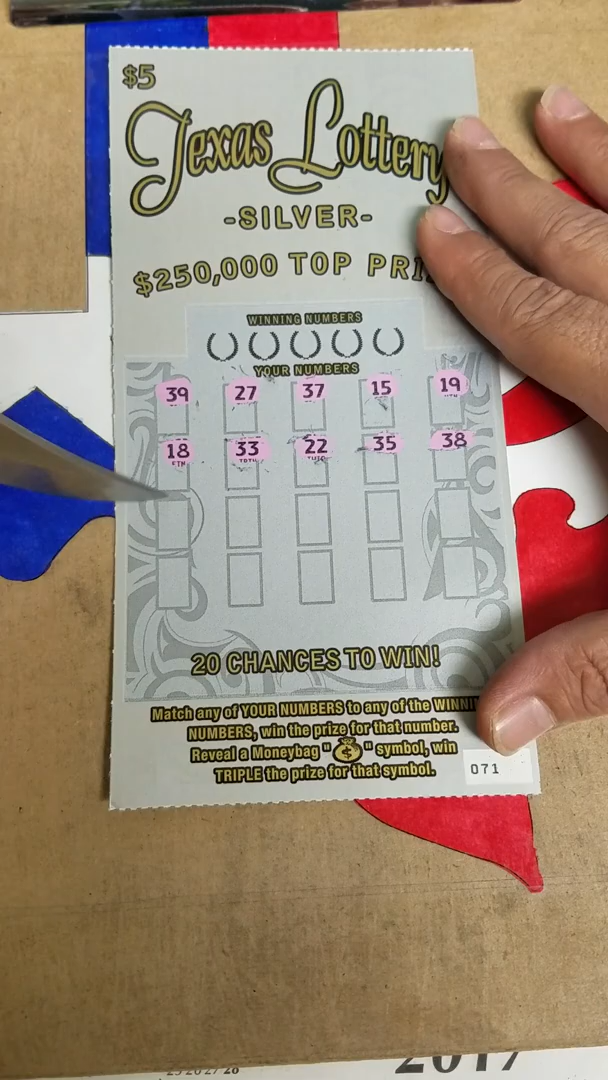 $5
Texas Lottery
-SILVER-
$250,000 TOP
WINNING NUMBERS
YOUR NUMBERS
39 27 37 15 19
18 33 22 35 38
20 CHANCES TO WIN!
Match any of YOUR NUMBERS to any of the
NUMBERS, win the prize for that number.
Reveal a Moneybag "$" symbol, win
TRIPLE the prize for that symbol.
071
2017